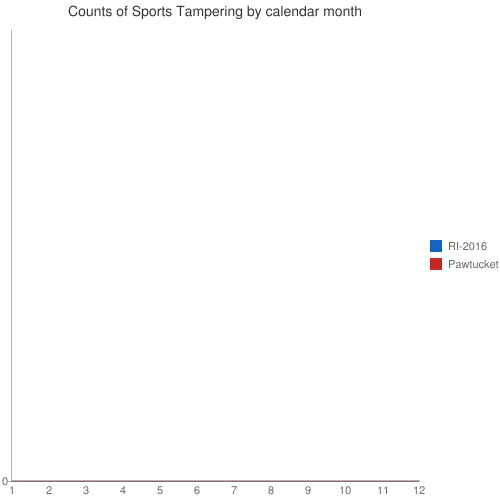 Counts of Sports Tampering by calendar month
RI-2016
Pawtucket
0
1 2 3 4 5 6 7 8 9 10 11 12